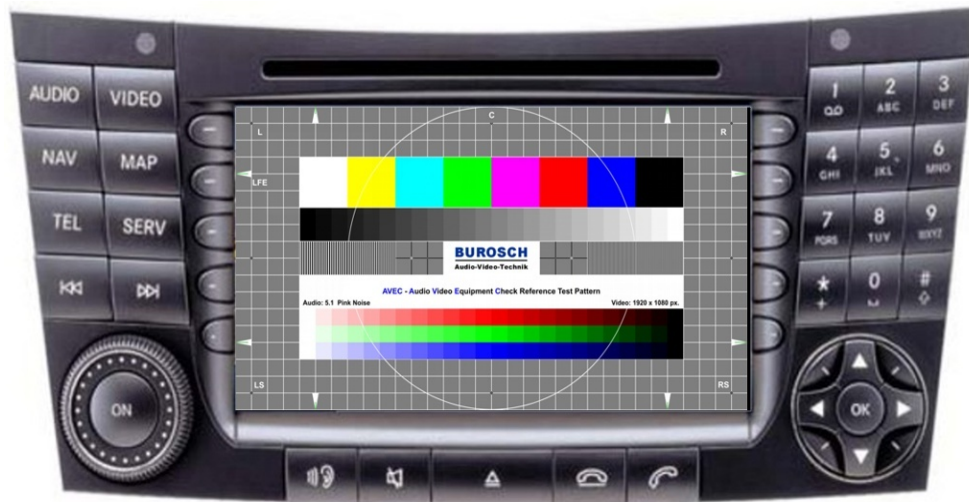 AUDIO
VIDEO
NAV
MAP
TEL
SERV
ON
L
C
R
LFE
BUROSCH
Audio-Video-Technik
AVEC - Audio Video Equipment Check Reference Test Pattern
Audio: 5.1 Pink Noise
Video: 1920 x 1080 px.
LS
RS
1
2
ABC
3
DEF
4
GHI
5
JKL
6
MNO
7
PQRS
8
TUV
9
WXYZ
*
+
0
#
OK